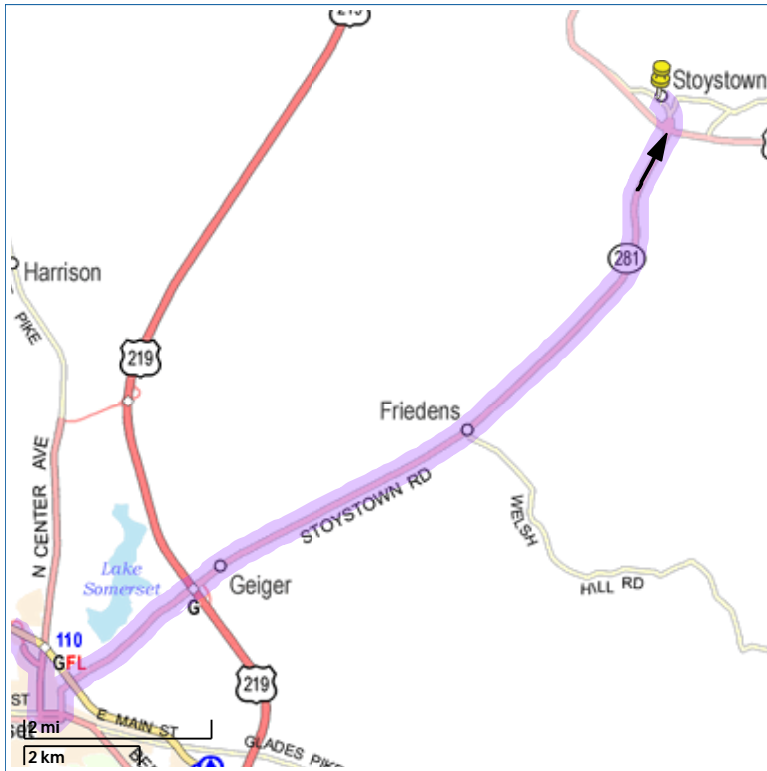 219
Stoystown
Harrison
281
PIKE
219
Friedens
N CENTER AVE
STOYSTOWN RD
WELSH
HILL RD
Lake
Somerset
Geiger
G
110
GFL
219
ST
E MAIN ST
2 mi
GLADES PIKE
2 km